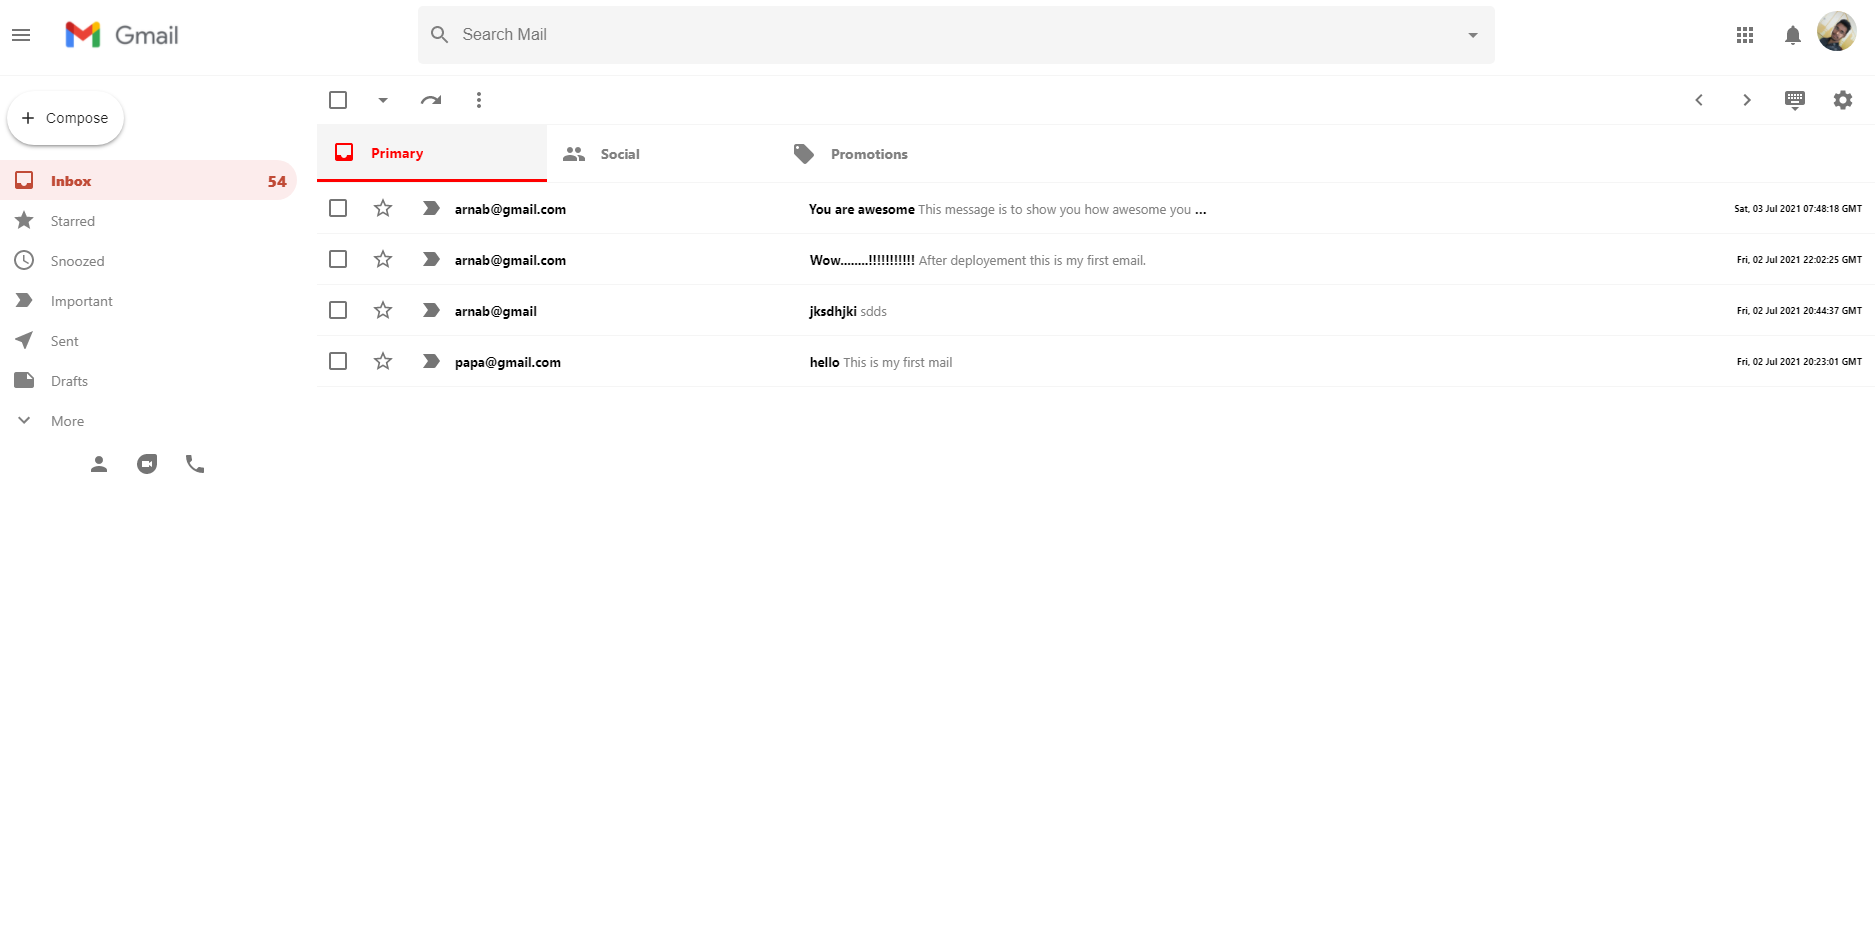 Gmail
Search Mail
Compose
Inbox 54
Starred
Snoozed
Important
Sent
Drafts
More
Primary Social Promotions
arnab@gmail.com You are awesome This message is to show you how awesome you ... Sat, 03 Jul 2021 07:48:18 GMT
arnab@gmail.com Wow........!!!!!!!!!!! After deployement this is my first email. Fri, 02 Jul 2021 22:02:25 GMT
arnab@gmail jksdhjki sdds Fri, 02 Jul 2021 20:44:37 GMT
papa@gmail.com hello This is my first mail Fri, 02 Jul 2021 20:23:01 GMT